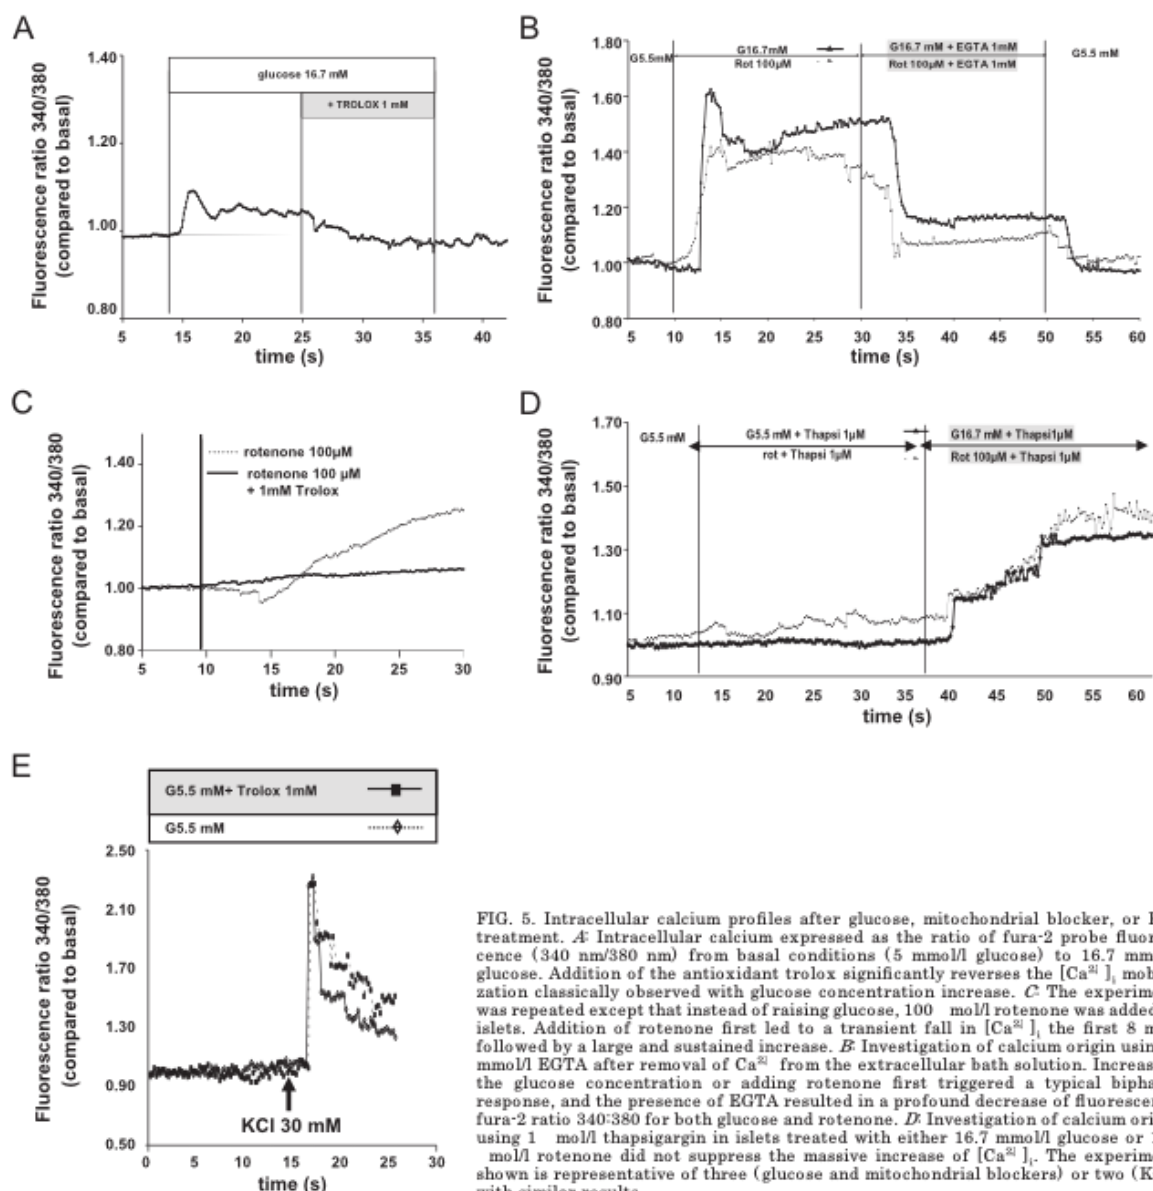 A
Fluorescence ratio 340/380
(compared to basal)
1.40
1.20
1.00
0.80
glucose 16.7 mM
+ TROLOX 1 mM
5 10 15 20 25 30 35 40
time (s)
B
Fluorescence ratio 340/380
(compared to basal)
1.80
1.60
1.40
1.20
1.00
0.80
G5.5mM
G16.7mM
Rot 100µM
G16.7 mM + EGTA 1mM
Rot 100µM + EGTA 1mM
G5.5 mM
5 10 15 20 25 30 35 40 45 50 55 60
time (s)
C
Fluorescence ratio 340/380
(compared to basal)
1.40
1.20
1.00
0.80
rotenone 100µM
rotenone 100 µM
+ 1mM Trolox
5 10 15 20 25 30
time (s)
D
Fluorescence ratio 340/380
(compared to basal)
1.70
1.50
1.30
1.10
0.90
G5.5 mM
G5.5 mM + Thapsi 1µM
rot + Thapsi 1µM
G16.7 mM + Thapsi1µM
Rot 100µM + Thapsi 1µM
5 10 15 20 25 30 35 40 45 50 55 60
time (s)
E
G5.5 mM+ Trolox 1mM
G5.5 mM
Fluorescence ratio 340/380
(compared to basal)
2.50
2.10
1.70
1.30
0.90
0.50
KCl 30 mM
0 5 10 15 20 25 30
time (s)
FIG. 5. Intracellular calcium profiles after glucose, mitochondrial blocker, or
treatment. A: Intracellular calcium expressed as the ratio of fura-2 probe fluor
cence (340 nm/380 nm) from basal conditions (5 mmol/l glucose) to 16.7 mm
glucose. Addition of the antioxidant trolox significantly reverses the [Ca2]i mob
zation classically observed with glucose concentration increase. C: The experime
was repeated except that instead of raising glucose, 100 mol/l rotenone was added
islets. Addition of rotenone first led to a transient fall in [Ca2]i the first 8 m
followed by a large and sustained increase. B: Investigation of calcium origin usin
mmol/l EGTA after removal of Ca2 from the extracellular bath solution. Increas
the glucose concentration or adding rotenone first triggered a typical bipha
response, and the presence of EGTA resulted in a profound decrease of fluorescen
fura-2 ratio 340:380 for both glucose and rotenone. D: Investigation of calcium ori
using 1 mol/l thapsigargin in islets treated with either 16.7 mmol/l glucose or
mol/l rotenone did not suppress the massive increase of [Ca2]i. The experime
shown is representative of three (glucose and mitochondrial blockers) or two (K
with similar results.